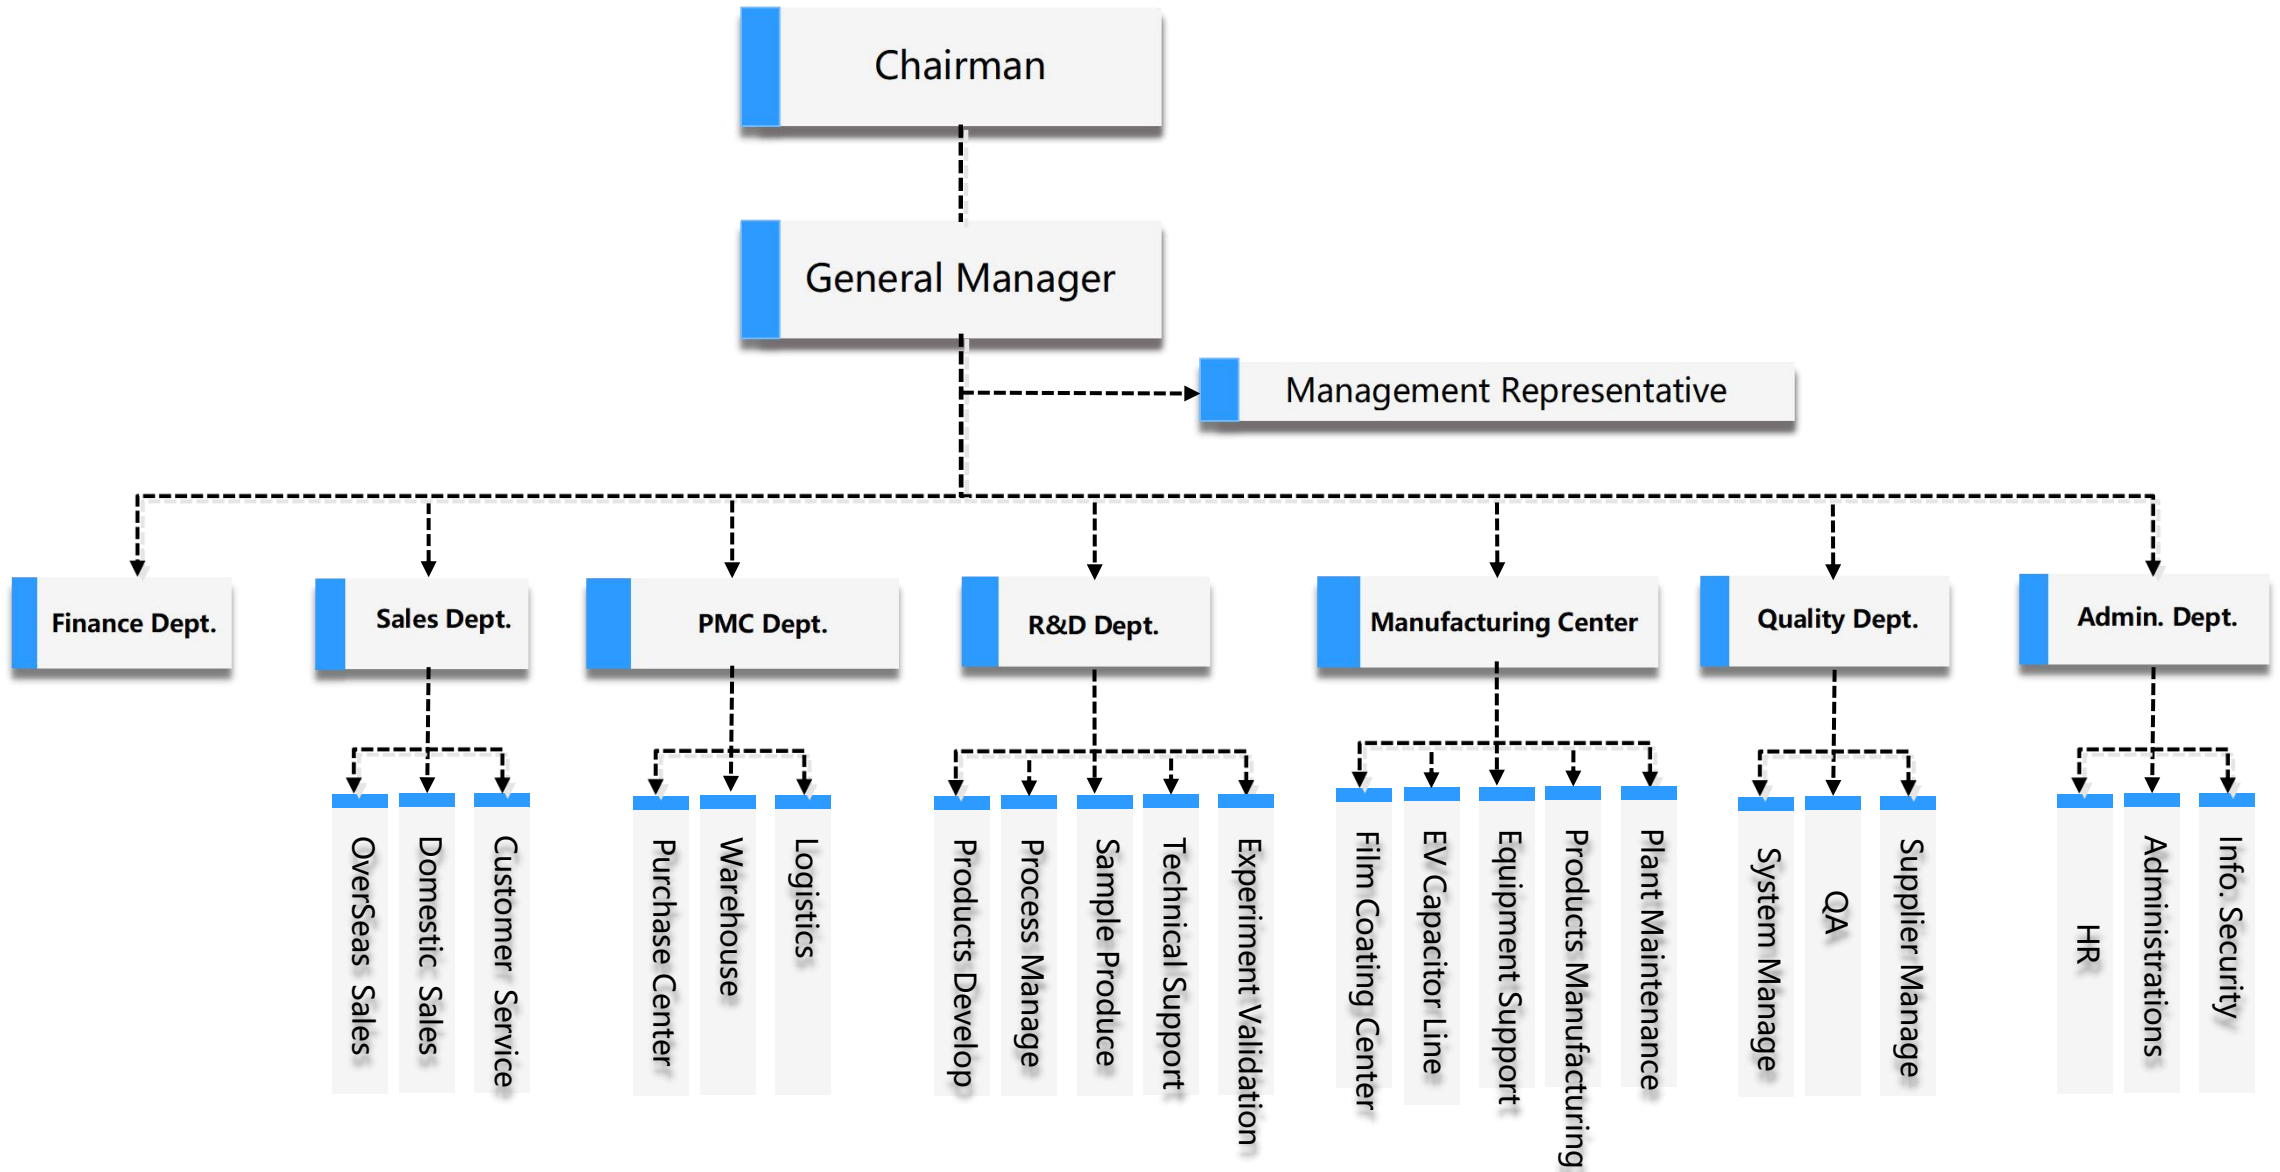 Chairman
General Manager
Management Representative
Finance Dept.
Sales Dept.
PMC Dept.
R&D Dept.
Manufacturing Center
Quality Dept.
Admin. Dept.
OverSeas Sales
Domestic Sales
Customer Service
Purchase Center
Warehouse
Logistics
Products Develop
Process Manage
Sample Produce
Technical Support
Experiment Validation
Film Coating Center
EV Capacitor Line
Equipment Support
Products Manufacturing
Plant Maintenance
System Manage
QA
Supplier Manage
HR
Administrations
Info. Security